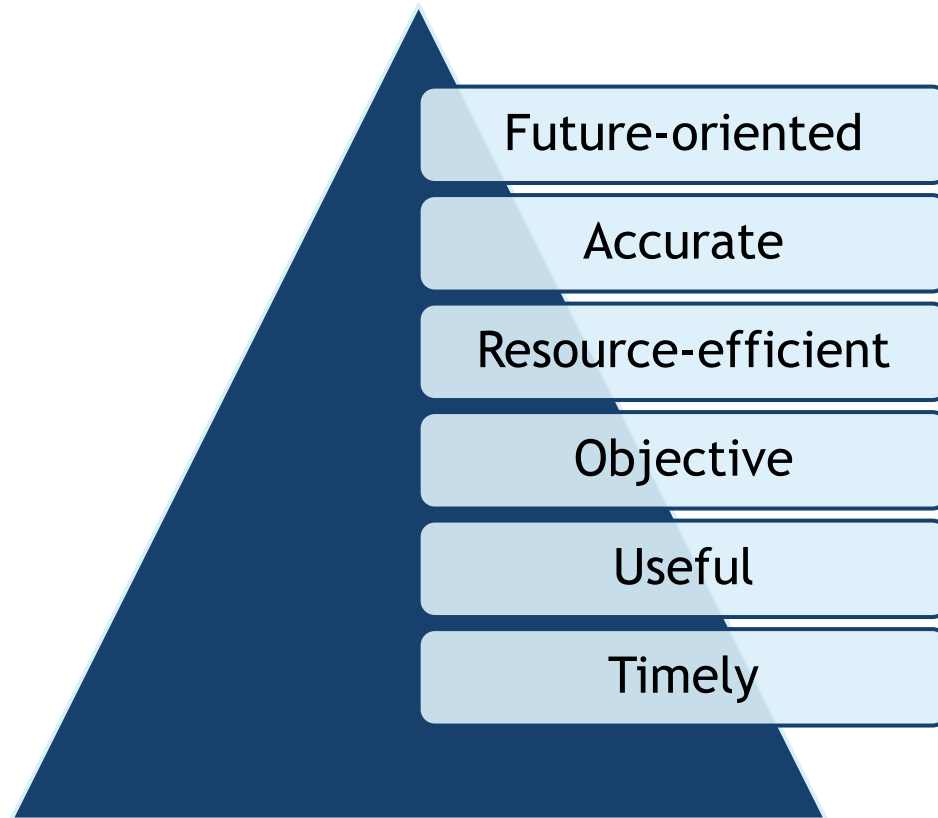 Future-oriented
Accurate
Resource-efficient
Objective
Useful
Timely